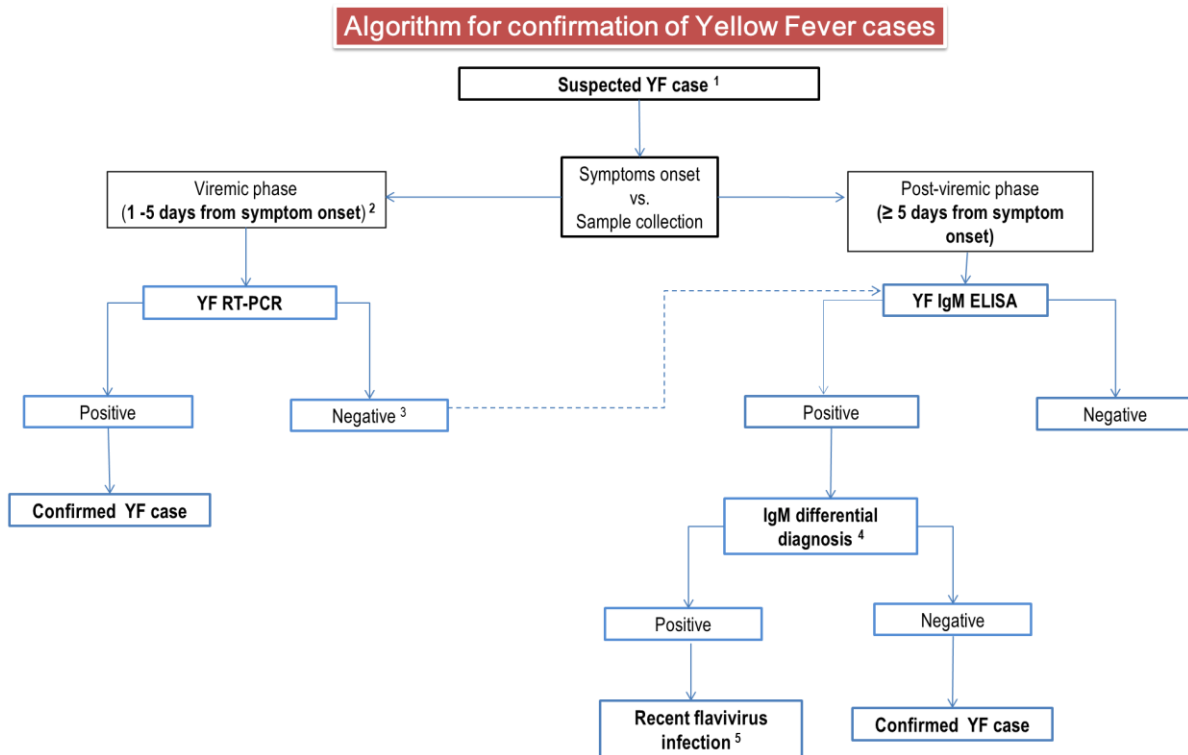 Algorithm for confirmation of Yellow Fever cases
Suspected YF case 1
Symptoms onset
vs.
Sample collection
Viremic phase
(1 -5 days from symptom onset) 2
Post-viremic phase
(≥ 5 days from symptom
onset)
YF RT-PCR
YF IgM ELISA
Positive
Negative 3
Positive
Negative
Confirmed YF case
IgM differential
diagnosis 4
Positive
Negative
Recent flavivirus
infection 5
Confirmed YF case